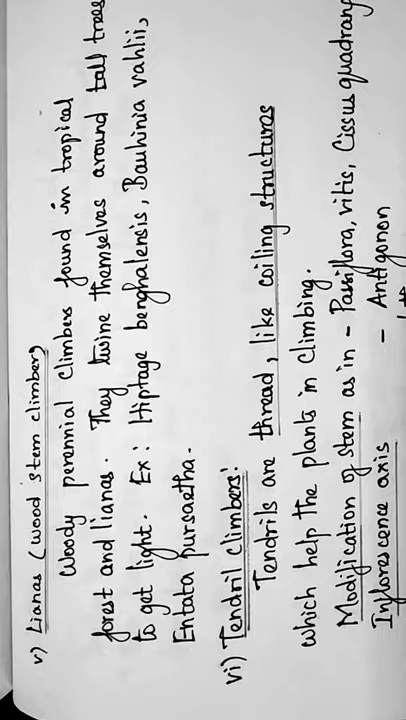 v) Lianas (wood stem climbers
Woody perennial climbers found in tropical
forest and lianas. They twine themselves around tall trees
to get light. Ex: Hiptage benghalensis, Bauhinia vahlii,
Entata pursaetha.
vi) Tendril climbers:
Tendrils are thread, like coiling structures
which help the plants in climbing.
Modification of stem as in - Passiflora, vitis, Cissus quadrang
Inflorescence axis - Antigonon